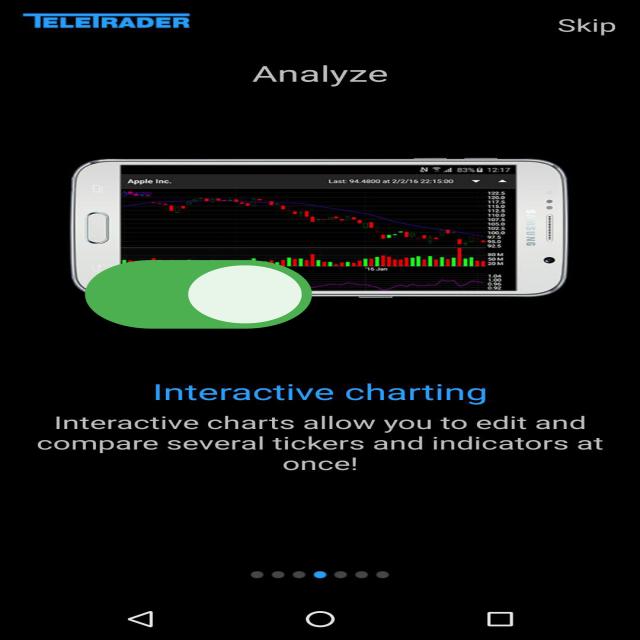 TELETRADER
Skip
Analyze
83% 12:17
Apple Inc.
Last: 94.4800 at 2/2/16 22:15:00
122.5
120.0
117.5
115.0
112.5
110.0
107.5
105.0
102.5
100.0
97.5
95.0
92.5
80 M
50 M
20 M
'16 Jan
1.04
1.00
0.96
0.92
SAMSUNG
Interactive charting
Interactive charts allow you to edit and
compare several tickers and indicators at
once!